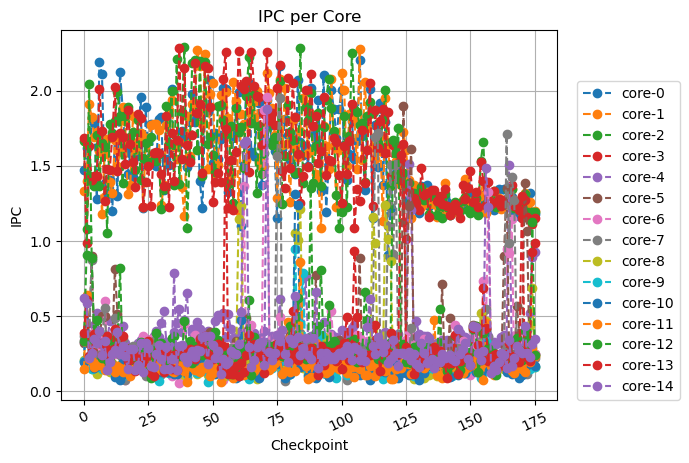 IPC per Core
IPC
2.0
1.5
1.0
0.5
0.0
0
25
50
75
100
125
150
175
Checkpoint
core-0
core-1
core-2
core-3
core-4
core-5
core-6
core-7
core-8
core-9
core-10
core-11
core-12
core-13
core-14